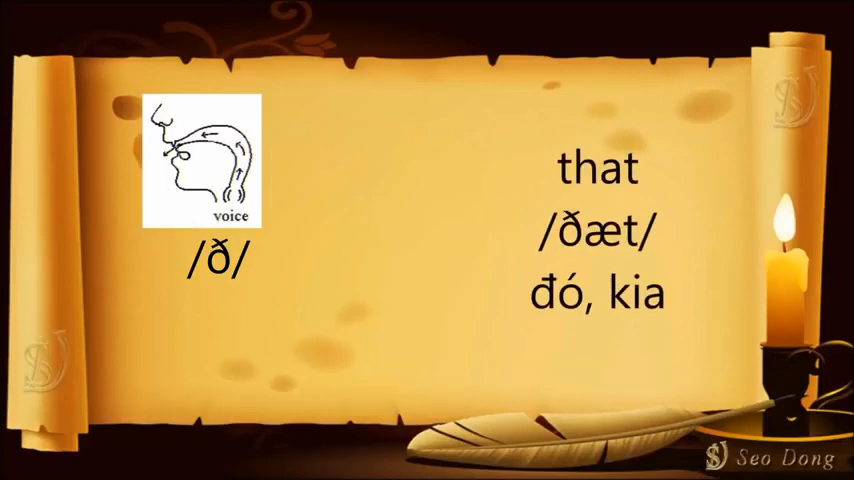 voice
/ð/
that
/ðæt/
đó, kia
Seo Dong